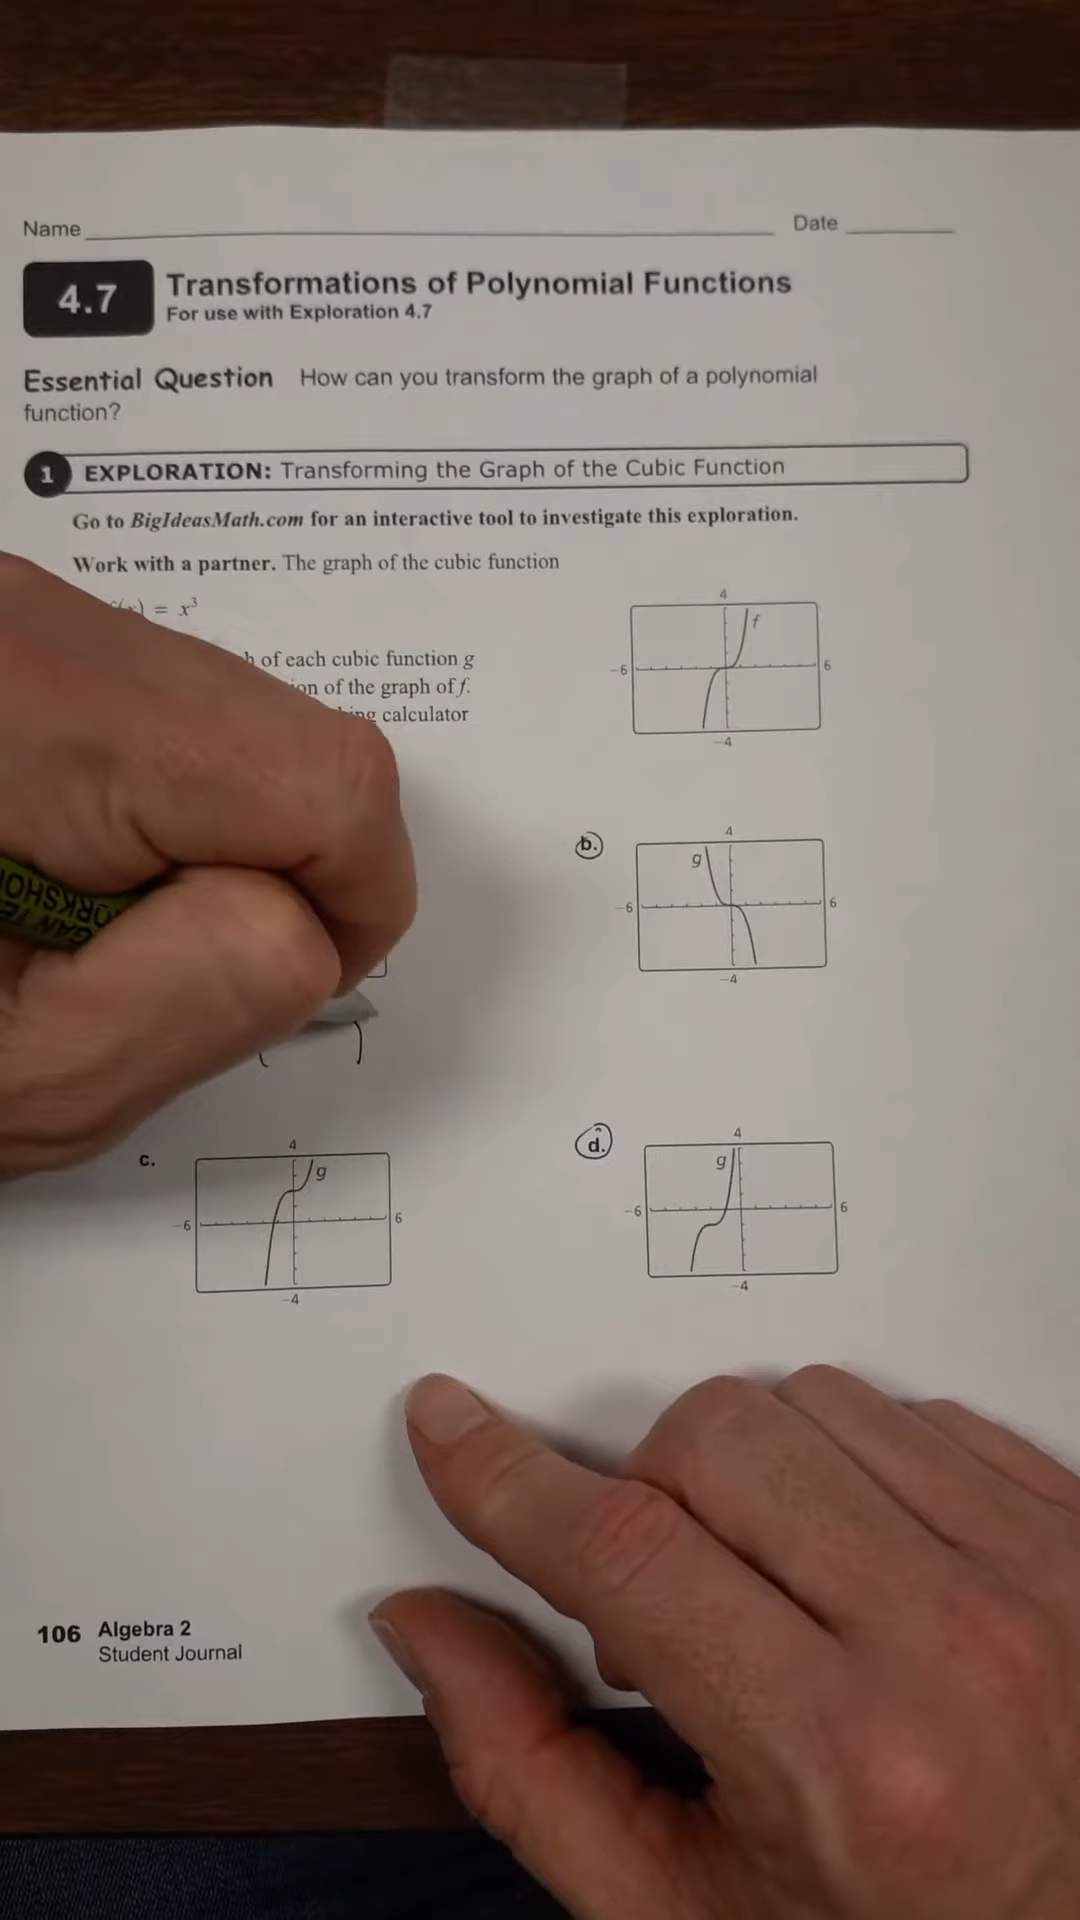 Name Date
4.7 Transformations of Polynomial Functions
For use with Exploration 4.7
Essential Question How can you transform the graph of a polynomial
function?
1 EXPLORATION: Transforming the Graph of the Cubic Function
Go to BigIdeasMath.com for an interactive tool to investigate this exploration.
Work with a partner. The graph of the cubic function
= x³
of each cubic function g
of the graph of f.
calculator
4
f
-6 6
-4
b.
4
g
-6 6
-4
( )
c.
4
g
-6 6
-4
d.
4
g
-6 6
-4
106 Algebra 2
Student Journal